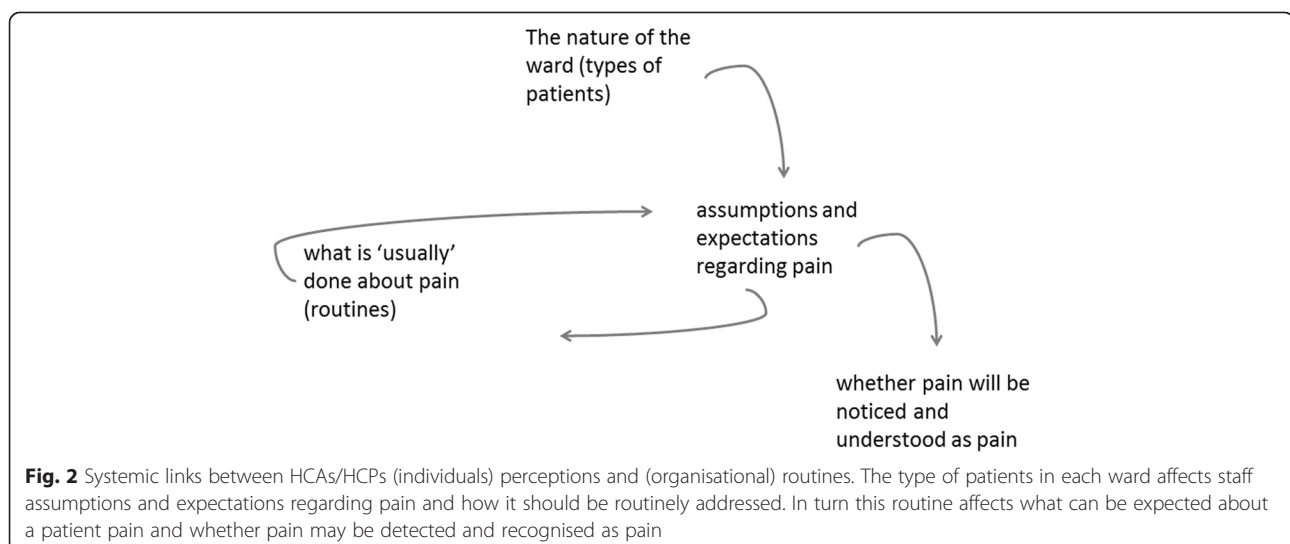 The nature of the
ward (types of
patients)
assumptions and
expectations
regarding pain
what is ‘usually’
done about pain
(routines)
whether pain will be
noticed and
understood as pain
Fig. 2 Systemic links between HCAs/HCPs (individuals) perceptions and (organisational) routines. The type of patients in each ward affects staff
assumptions and expectations regarding pain and how it should be routinely addressed. In turn this routine affects what can be expected about
a patient pain and whether pain may be detected and recognised as pain